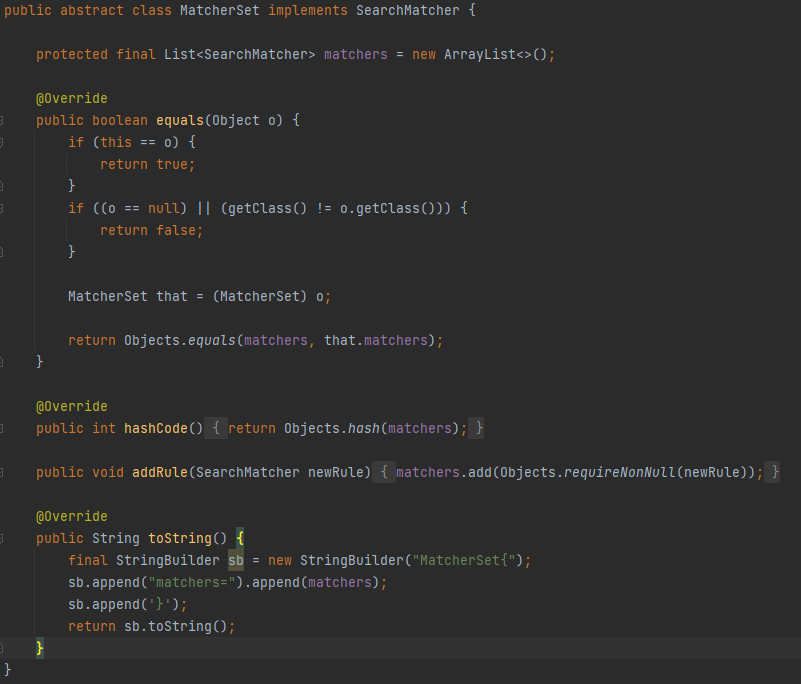 public abstract class MatcherSet implements SearchMatcher {
protected final List<SearchMatcher> matchers = new ArrayList<>();
@Override
public boolean equals(Object o) {
if (this == o) {
return true;
}
if ((o == null) || (getClass() != o.getClass())) {
return false;
}
MatcherSet that = (MatcherSet) o;
return Objects.equals(matchers, that.matchers);
}
@Override
public int hashCode() { return Objects.hash(matchers); }
public void addRule(SearchMatcher newRule) { matchers.add(Objects.requireNonNull(newRule)); }
@Override
public String toString() {
final StringBuilder sb = new StringBuilder("MatcherSet{");
sb.append("matchers=").append(matchers);
sb.append('}');
return sb.toString();
}
}